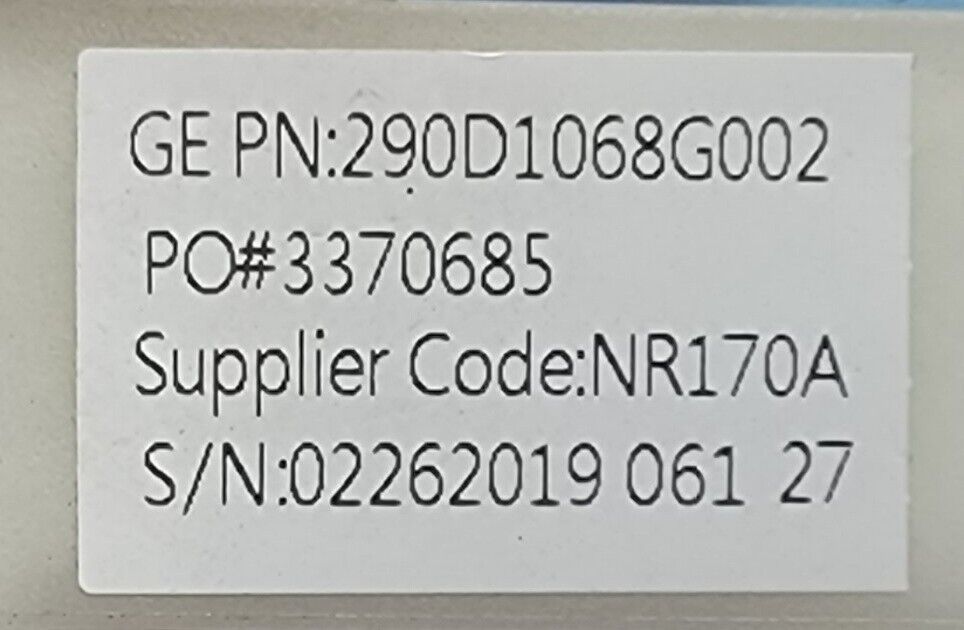 GE PN:290D1068G002
PO#3370685
Supplier Code:NR170A
S/N:02262019 061 27